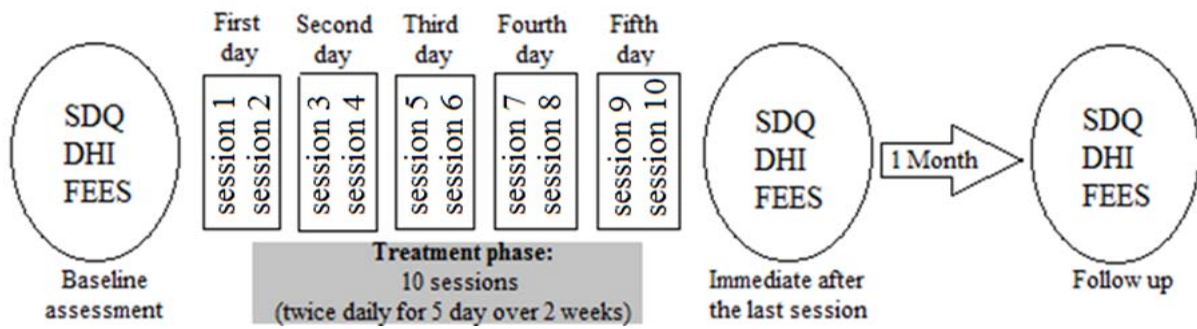 First day
Second day
Third day
Fourth day
Fifth day
SDQ
DHI
FEES
session 1
session 2
session 3
session 4
session 5
session 6
session 7
session 8
session 9
session 10
SDQ
DHI
FEES
1 Month
SDQ
DHI
FEES
Baseline
assessment
Treatment phase:
10 sessions
(twice daily for 5 day over 2 weeks)
Immediate after
the last session
Follow up